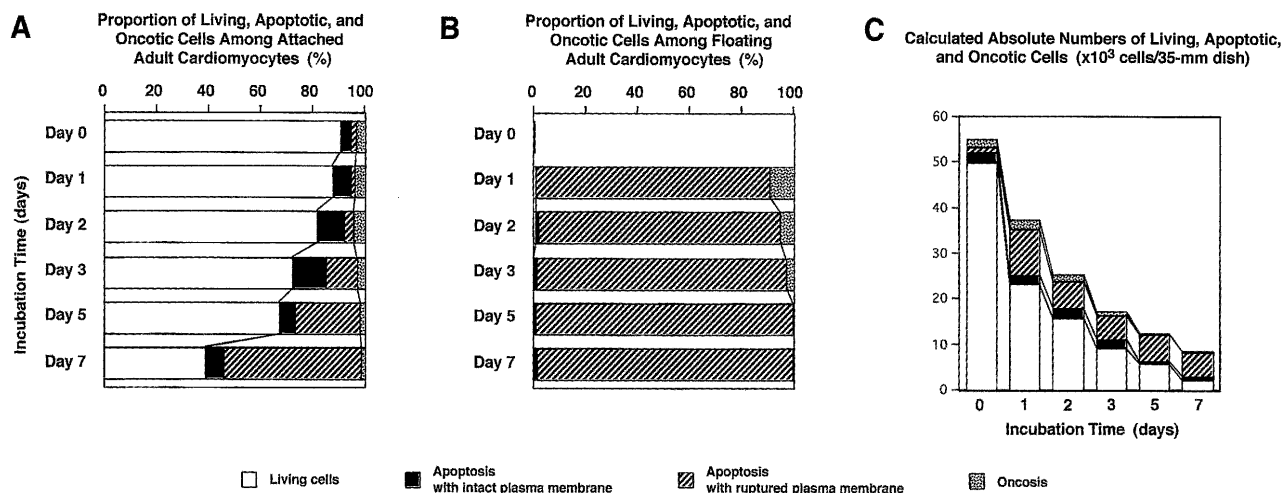 A
Proportion of Living, Apoptotic, and
Oncotic Cells Among Attached
Adult Cardiomyocytes (%)
0 20 40 60 80 100
Incubation Time (days)
Day 0
Day 1
Day 2
Day 3
Day 5
Day 7
B
Proportion of Living, Apoptotic, and
Oncotic Cells Among Floating
Adult Cardiomyocytes (%)
0 20 40 60 80 100
Day 0
Day 1
Day 2
Day 3
Day 5
Day 7
C
Calculated Absolute Numbers of Living, Apoptotic,
and Oncotic Cells (x10³ cells/35-mm dish)
60
50
40
30
20
10
0
0 1 2 3 5 7
Incubation Time (days)
Living cells
Apoptosis
with intact plasma membrane
Apoptosis
with ruptured plasma membrane
Oncosis